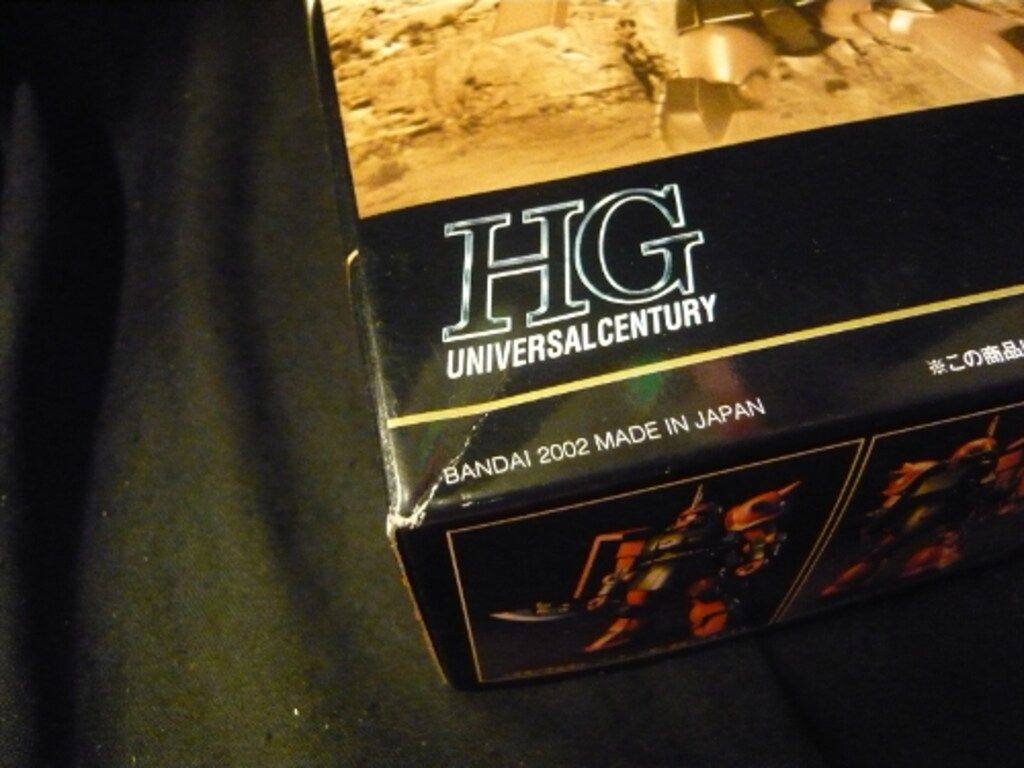 HG
UNIVERSALCENTURY
BANDAI 2002 MADE IN JAPAN
※この商品